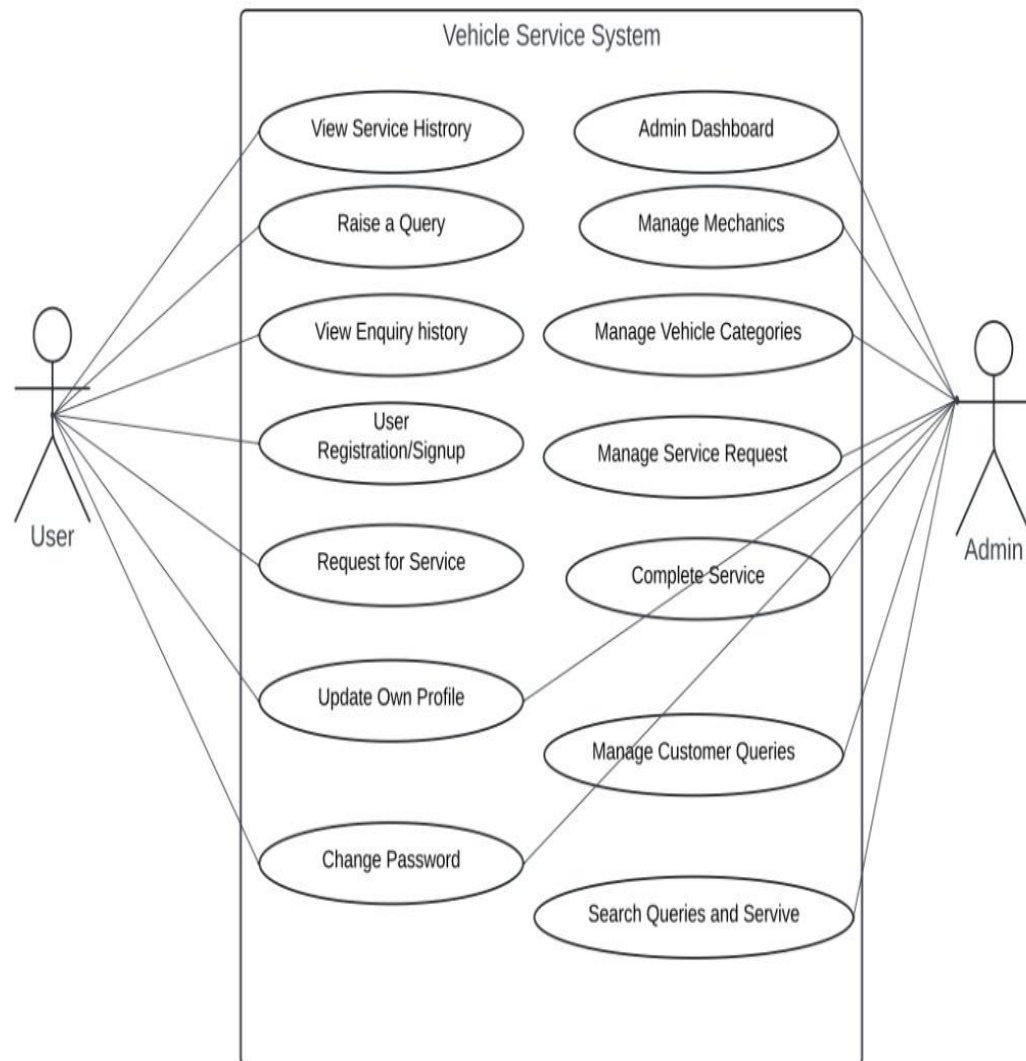 Vehicle Service System
View Service Histrory
Admin Dashboard
Raise a Query
Manage Mechanics
View Enquiry history
Manage Vehicle Categories
User
Registration/Signup
Manage Service Request
User
Request for Service
Complete Service
Admin
Update Own Profile
Manage Customer Queries
Change Password
Search Queries and Servive